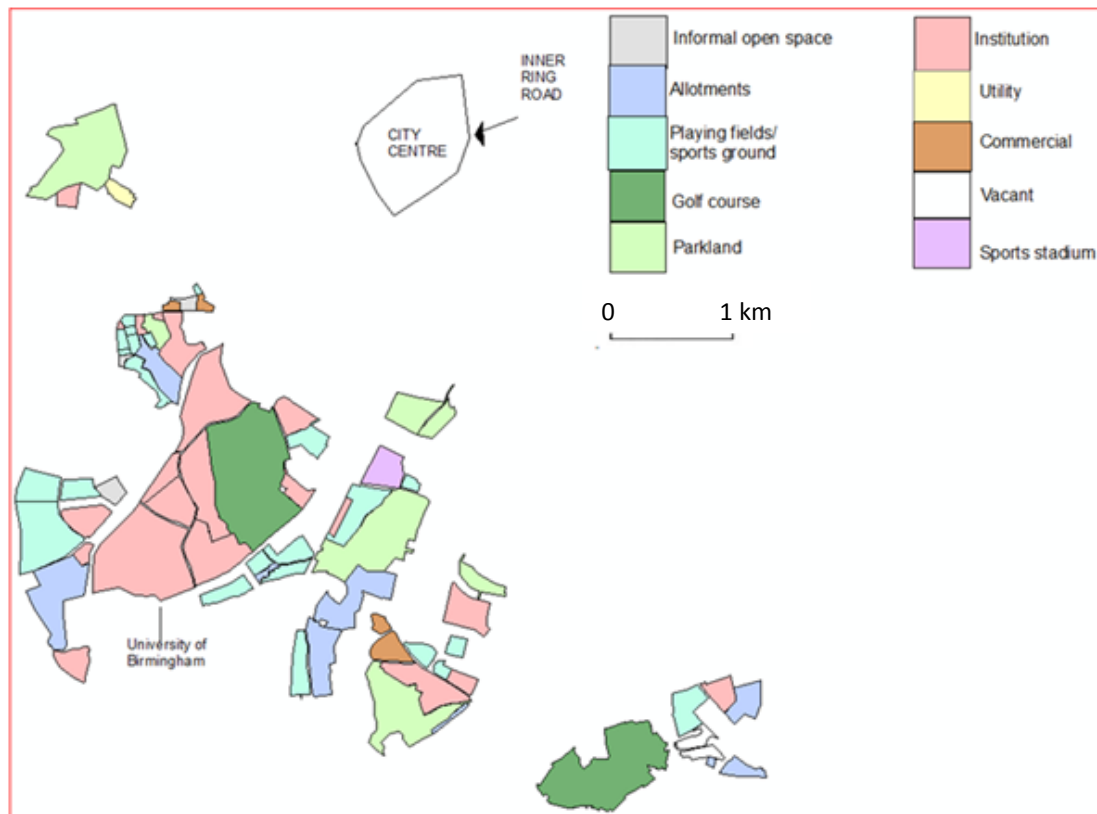 INNER
RING
ROAD
CITY
CENTRE
Informal open space
Allotments
Playing fields/
sports ground
Golf course
Parkland
Institution
Utility
Commercial
Vacant
Sports stadium
0 1 km
University of
Birmingham